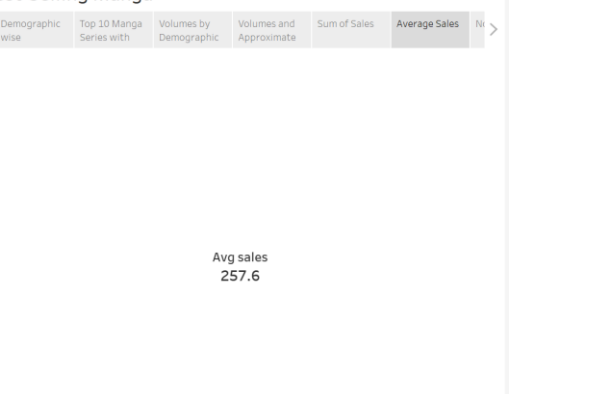 Demographic
wise
Top 10 Manga
Series with
Volumes by
Demographic
Volumes and
Approximate
Sum of Sales
Average Sales
Avg sales
257.6